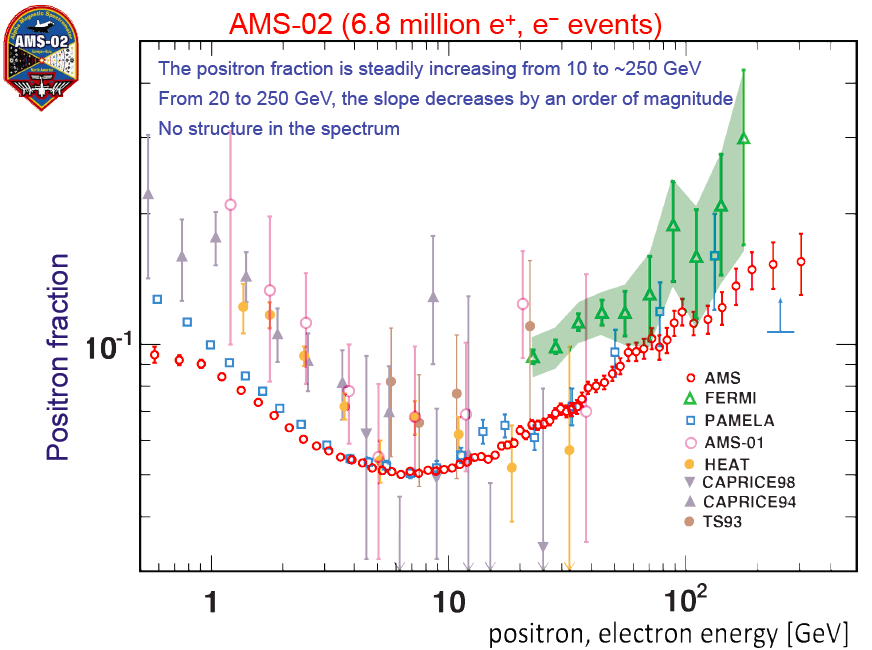 AMS-02 (6.8 million e⁺, e⁻ events)
Alpha Magnetic Spectrometer
AMS-02
The positron fraction is steadily increasing from 10 to ~250 GeV
From 20 to 250 GeV, the slope decreases by an order of magnitude
No structure in the spectrum
Positron fraction
10⁻¹
AMS
FERMI
PAMELA
AMS-01
HEAT
CAPRICE98
CAPRICE94
TS93
1
10
10²
positron, electron energy [GeV]